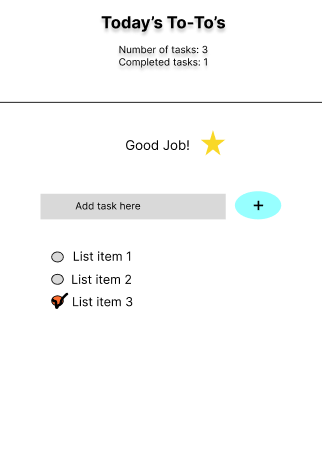 Today's To-To's
Number of tasks: 3
Completed tasks: 1
Good Job!
Add task here
+
List item 1
List item 2
List item 3